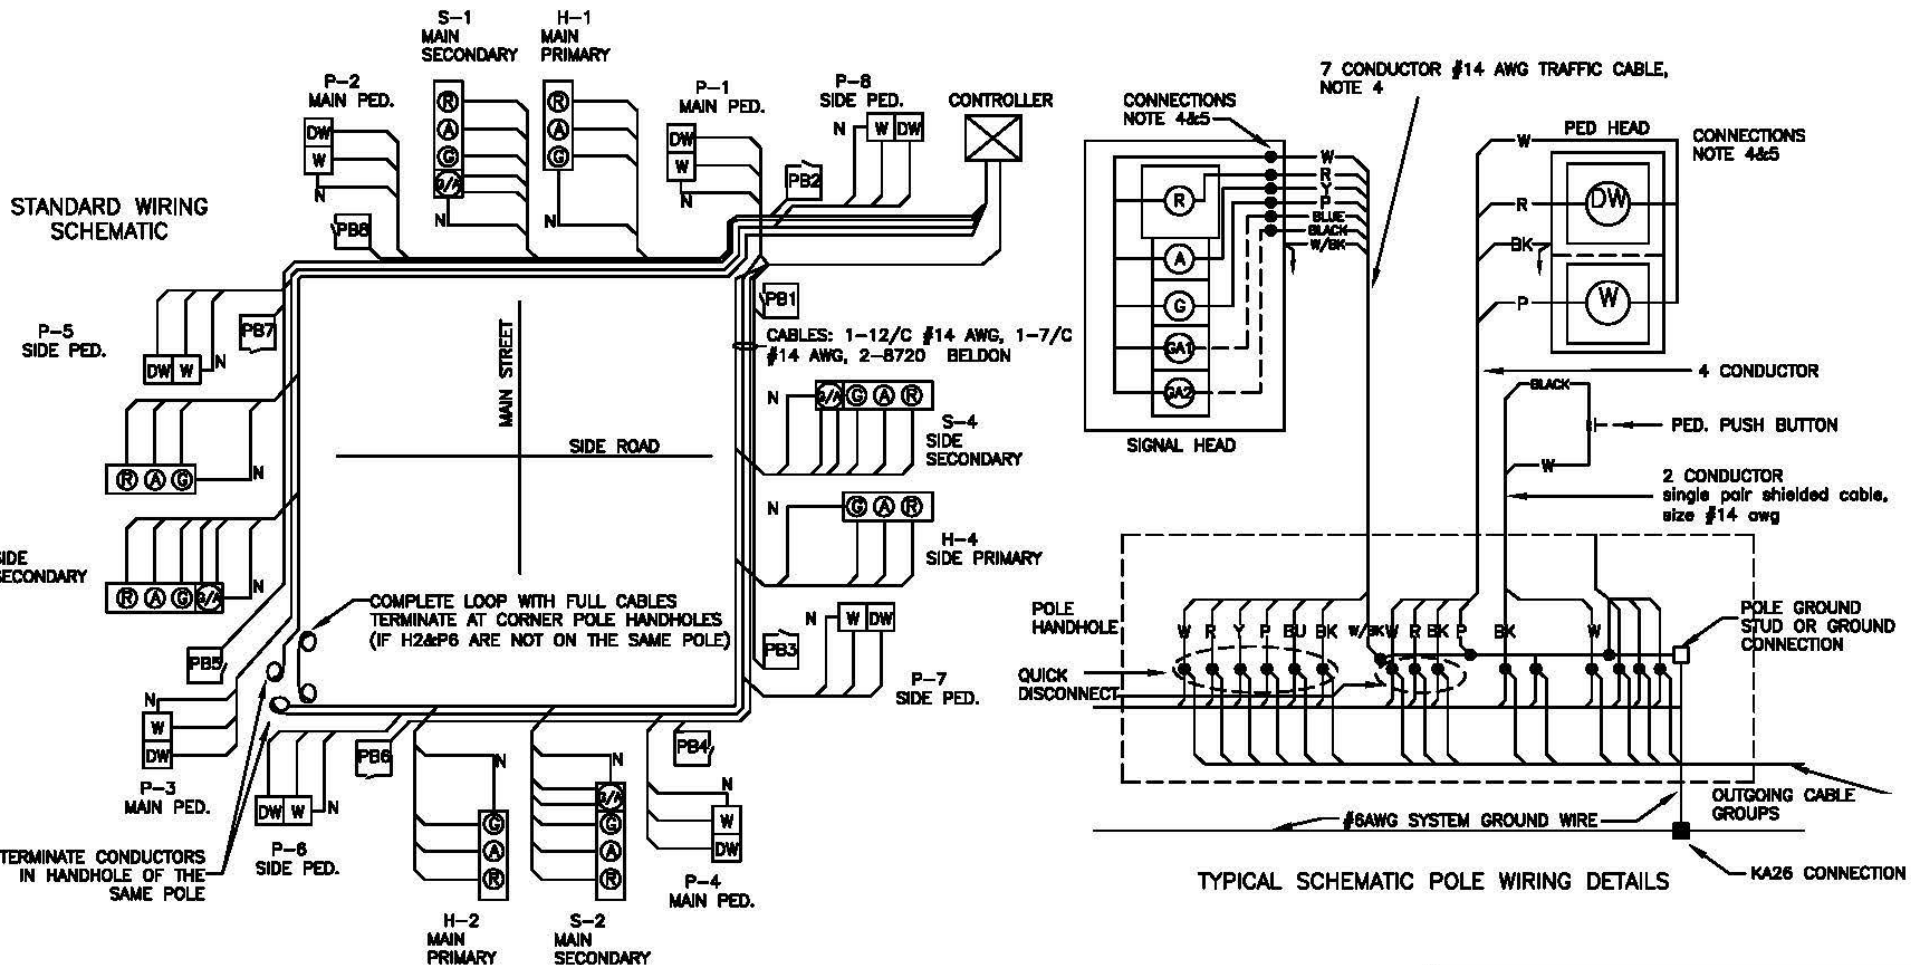 STANDARD WIRING
SCHEMATIC
S-1
MAIN
SECONDARY
H-1
MAIN
PRIMARY
P-2
MAIN PED.
P-1
MAIN PED.
P-8
SIDE PED.
CONTROLLER
R
A
G
G/A
N
R
A
G
N
DW
W
N
DW
W
N
N
W
DW
PB2
PB8
PB1
PB7
P-5
SIDE PED.
DW
W
N
CABLES: 1-12/C #14 AWG, 1-7/C
#14 AWG, 2-8720 BELDON
MAIN STREET
SIDE ROAD
N
G/A
G
A
R
S-4
SIDE
SECONDARY
N
G
A
R
H-4
SIDE PRIMARY
R
A
G
N
SIDE
SECONDARY
R
A
G
G/A
N
COMPLETE LOOP WITH FULL CABLES
TERMINATE AT CORNER POLE HANDHOLES
(IF H2&P6 ARE NOT ON THE SAME POLE)
N
W
DW
PB3
P-7
SIDE PED.
PB5
N
W
DW
P-3
MAIN PED.
PB6
PB4
DW
W
N
P-6
SIDE PED.
TERMINATE CONDUCTORS
IN HANDHOLE OF THE
SAME POLE
N
G
A
R
H-2
MAIN
PRIMARY
N
G/A
G
A
R
S-2
MAIN
SECONDARY
N
W
DW
P-4
MAIN PED.
7 CONDUCTOR #14 AWG TRAFFIC CABLE,
NOTE 4
CONNECTIONS
NOTE 4&5
W
R
Y
P
BLUE
BLACK
W/BK
R
A
G
GA1
GA2
SIGNAL HEAD
PED HEAD
CONNECTIONS
NOTE 4&5
W
R
BK
P
DW
W
4 CONDUCTOR
BLACK
PED. PUSH BUTTON
W
2 CONDUCTOR
single pair shielded cable,
size #14 awg
POLE
HANDHOLE
W R Y P BU BK W/BK W R BK P BK W
POLE GROUND
STUD OR GROUND
CONNECTION
QUICK
DISCONNECT
OUTGOING CABLE
GROUPS
#6AWG SYSTEM GROUND WIRE
KA26 CONNECTION
TYPICAL SCHEMATIC POLE WIRING DETAILS